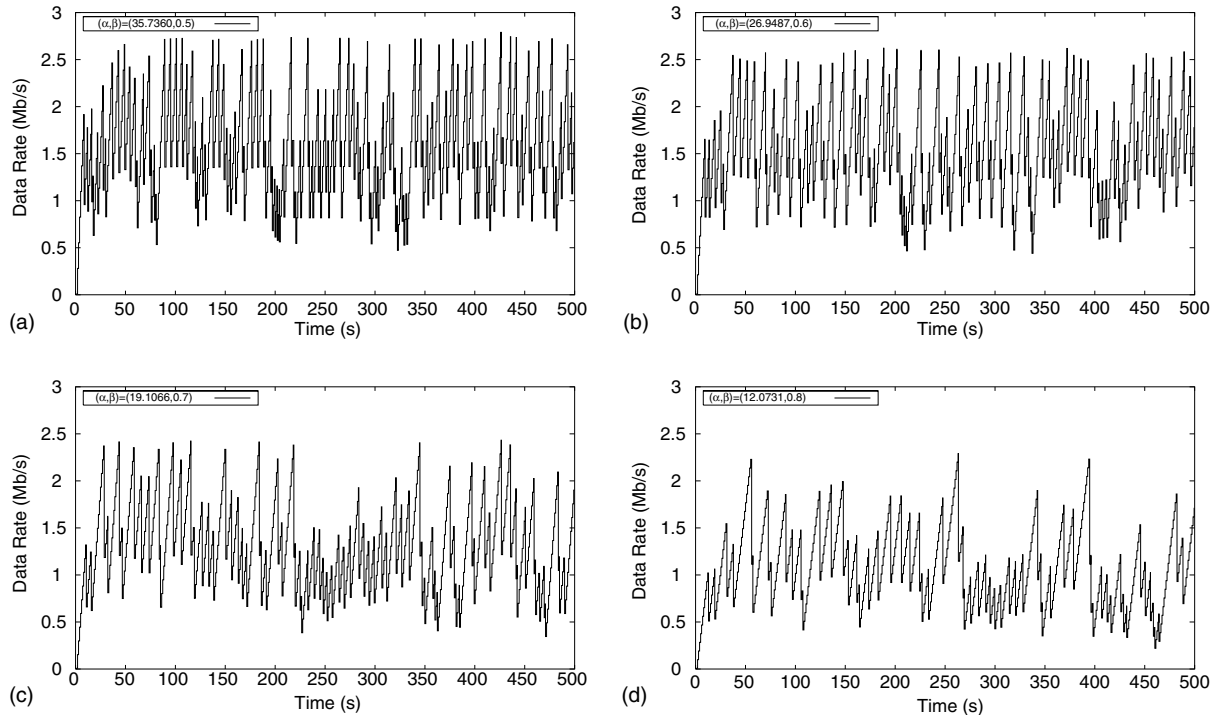 (α,β)=(35.7360,0.5)
3
2.5
2
1.5
1
0.5
0
Data Rate (Mb/s)
0 50 100 150 200 250 300 350 400 450 500
Time (s)
(a)
(α,β)=(26.9487,0.6)
3
2.5
2
1.5
1
0.5
0
Data Rate (Mb/s)
0 50 100 150 200 250 300 350 400 450 500
Time (s)
(b)
(α,β)=(19.1066,0.7)
3
2.5
2
1.5
1
0.5
0
Data Rate (Mb/s)
0 50 100 150 200 250 300 350 400 450 500
Time (s)
(c)
(α,β)=(12.0731,0.8)
3
2.5
2
1.5
1
0.5
0
Data Rate (Mb/s)
0 50 100 150 200 250 300 350 400 450 500
Time (s)
(d)